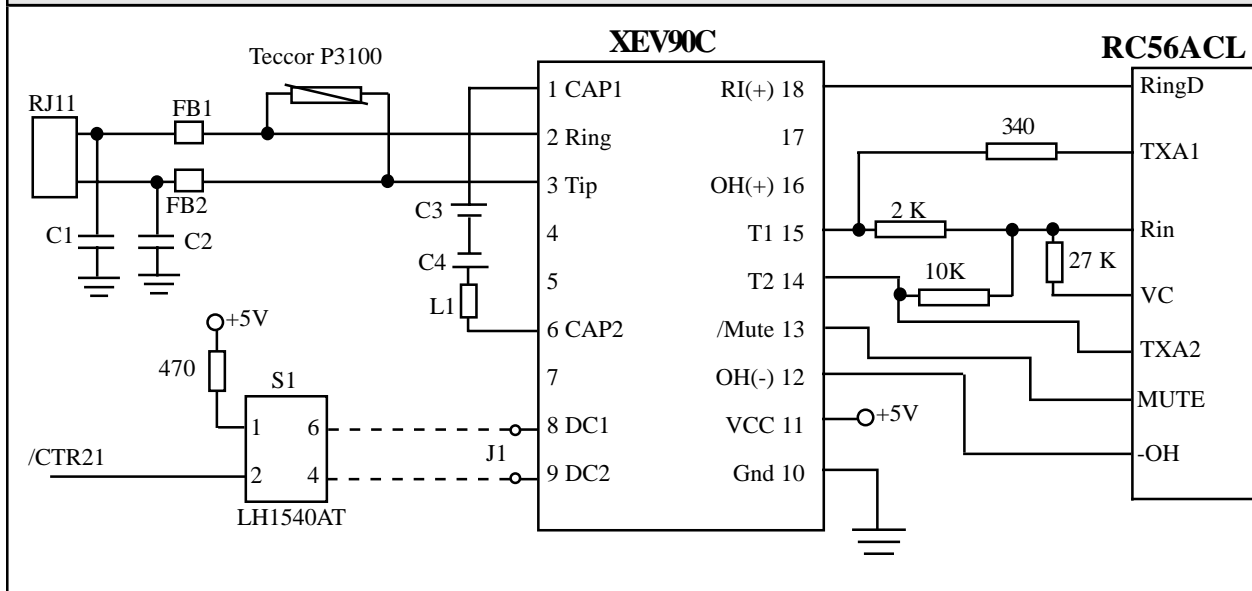 XEV90C
RC56ACL
Teccor P3100
RJ11
FB1
FB2
C1
C2
C3
C4
L1
1 CAP1
2 Ring
3 Tip
4
5
6 CAP2
7
8 DC1
9 DC2
RI(+) 18
17
OH(+) 16
T1 15
T2 14
/Mute 13
OH(-) 12
VCC 11
Gnd 10
+5V
340
2 K
10K
27 K
RingD
TXA1
Rin
VC
TXA2
MUTE
-OH
+5V
470
S1
1
6
2
4
J1
/CTR21
LH1540AT